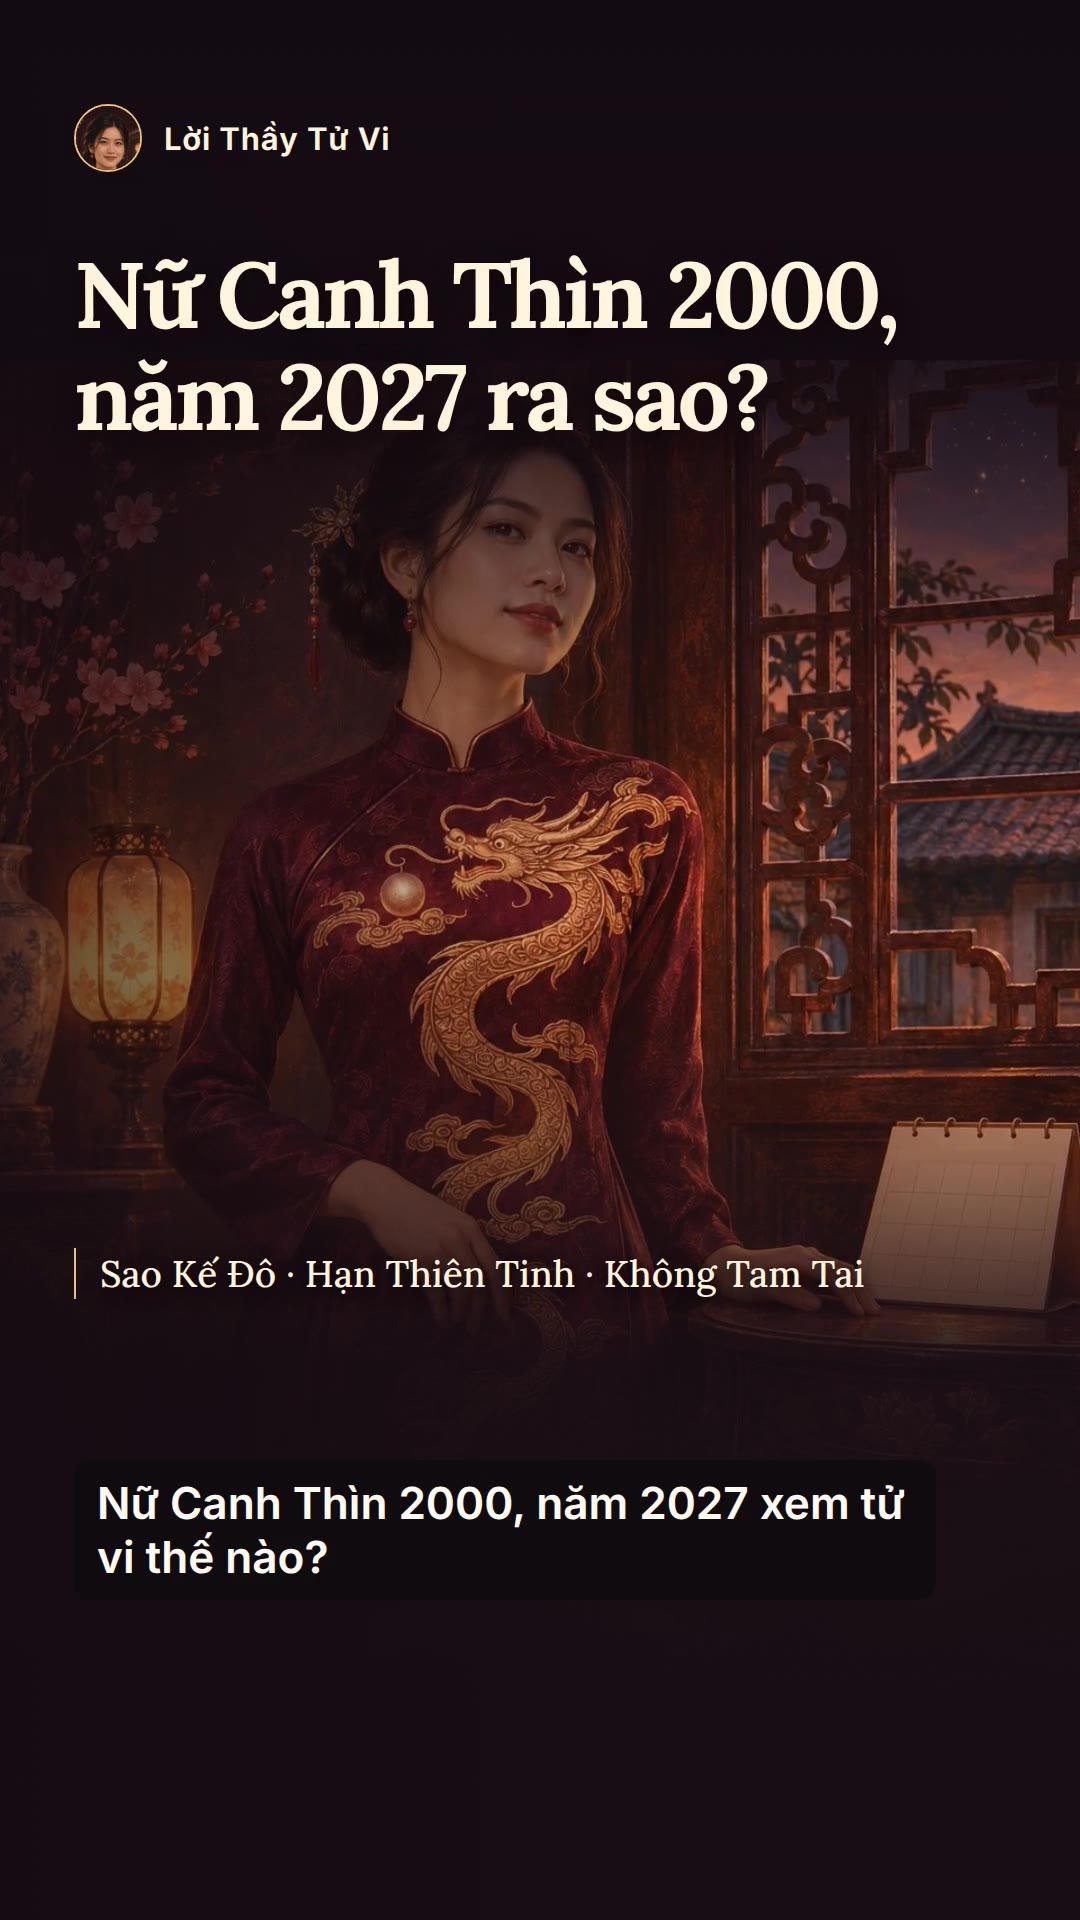 Lời Thầy Tử Vi
Nữ Canh Thìn 2000,
năm 2027 ra sao?
Sao Kế Đô · Hạn Thiên Tinh · Không Tam Tai
Nữ Canh Thìn 2000, năm 2027 xem tử
vi thế nào?